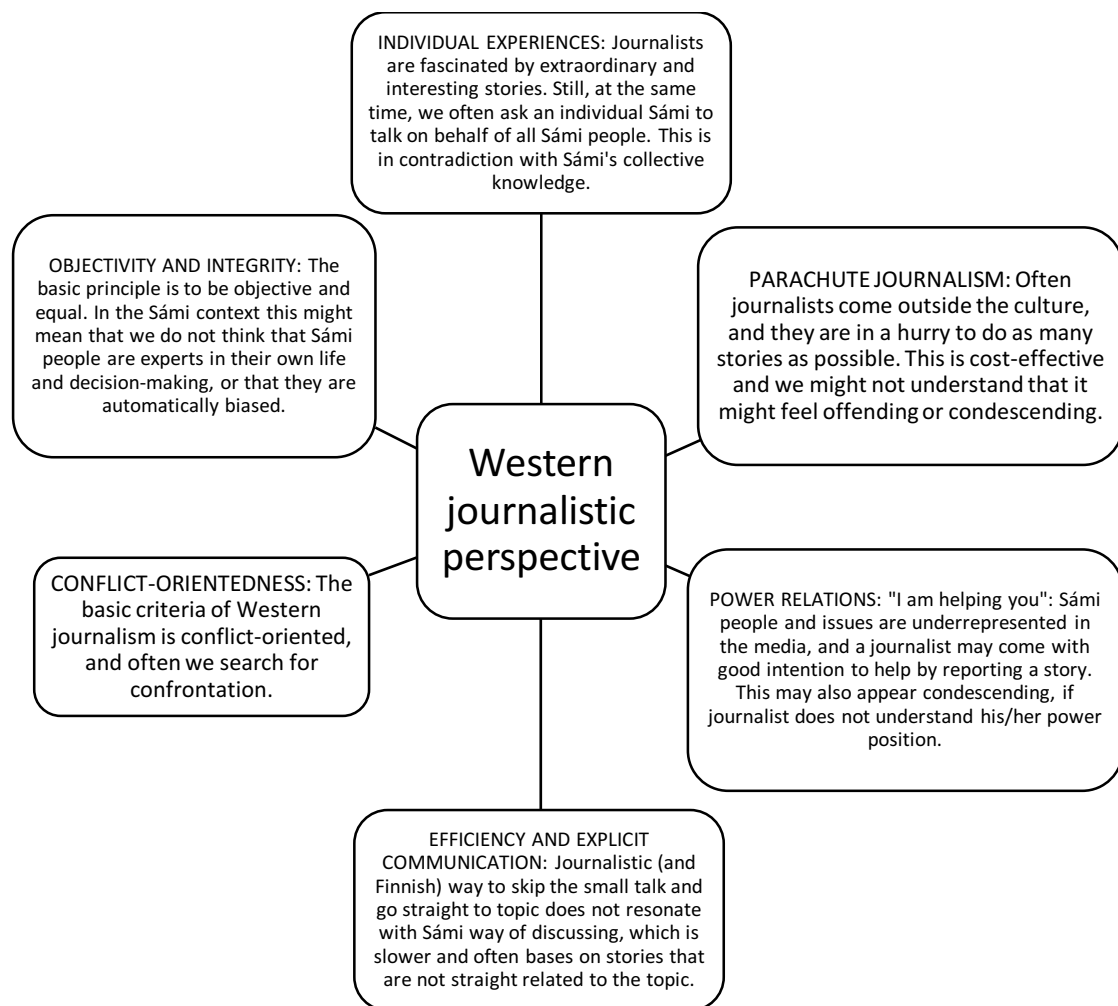 INDIVIDUAL EXPERIENCES: Journalists
are fascinated by extraordinary and
interesting stories. Still, at the same
time, we often ask an individual Sámi to
talk on behalf of all Sámi people. This is
in contradiction with Sámi's collective
knowledge.
OBJECTIVITY AND INTEGRITY: The
basic principle is to be objective and
equal. In the Sámi context this might
mean that we do not think that Sámi
people are experts in their own life
and decision-making, or that they are
automatically biased.
PARACHUTE JOURNALISM: Often
journalists come outside the culture,
and they are in a hurry to do as many
stories as possible. This is cost-effective
and we might not understand that it
might feel offending or condescending.
Western
journalistic
perspective
CONFLICT-ORIENTEDNESS: The
basic criteria of Western
journalism is conflict-oriented,
and often we search for
confrontation.
POWER RELATIONS: "I am helping you": Sámi
people and issues are underrepresented in
the media, and a journalist may come with
good intention to help by reporting a story.
This may also appear condescending, if
journalist does not understand his/her power
position.
EFFICIENCY AND EXPLICIT
COMMUNICATION: Journalistic (and
Finnish) way to skip the small talk and
go straight to topic does not resonate
with Sámi way of discussing, which is
slower and often bases on stories that
are not straight related to the topic.